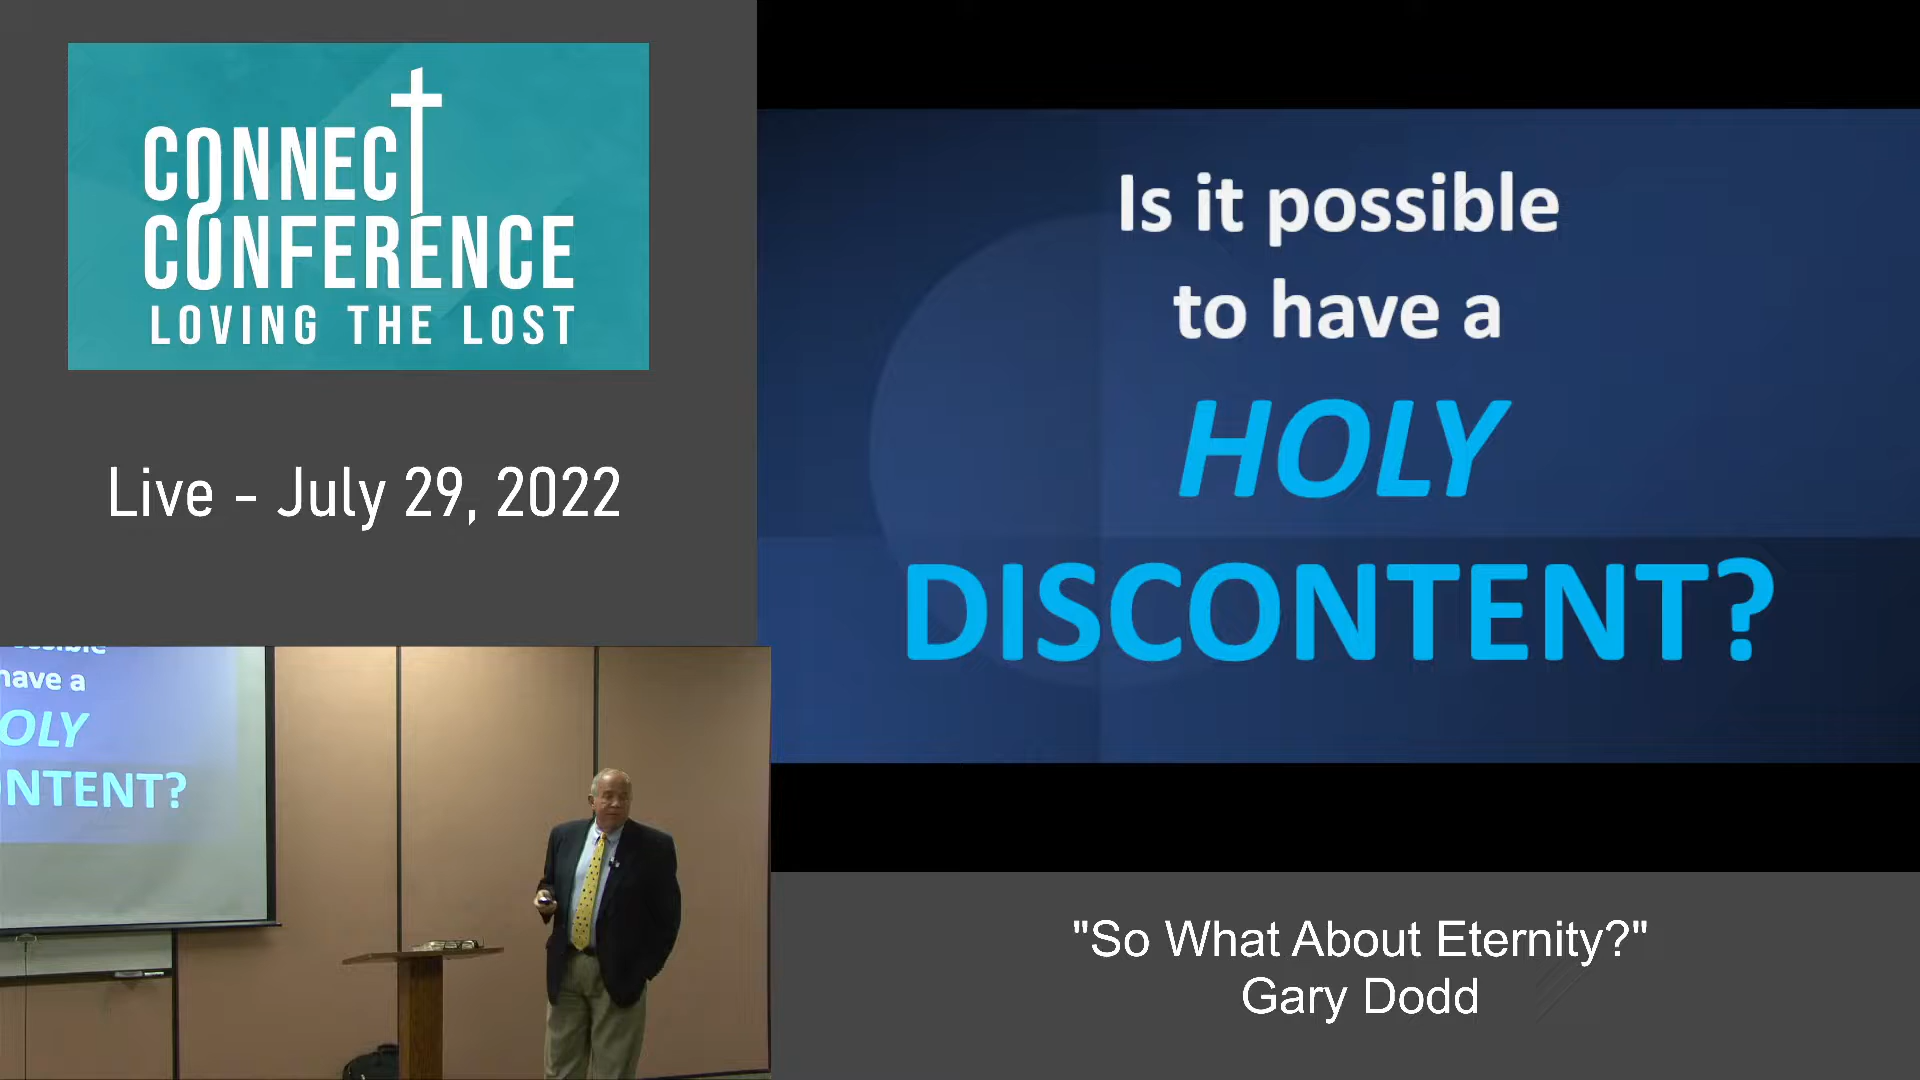 CONNECT
CONFERENCE
LOVING THE LOST
Live - July 29, 2022
Is it possible
to have a
HOLY
DISCONTENT?
have a
OLY
ONTENT?
"So What About Eternity?"
Gary Dodd